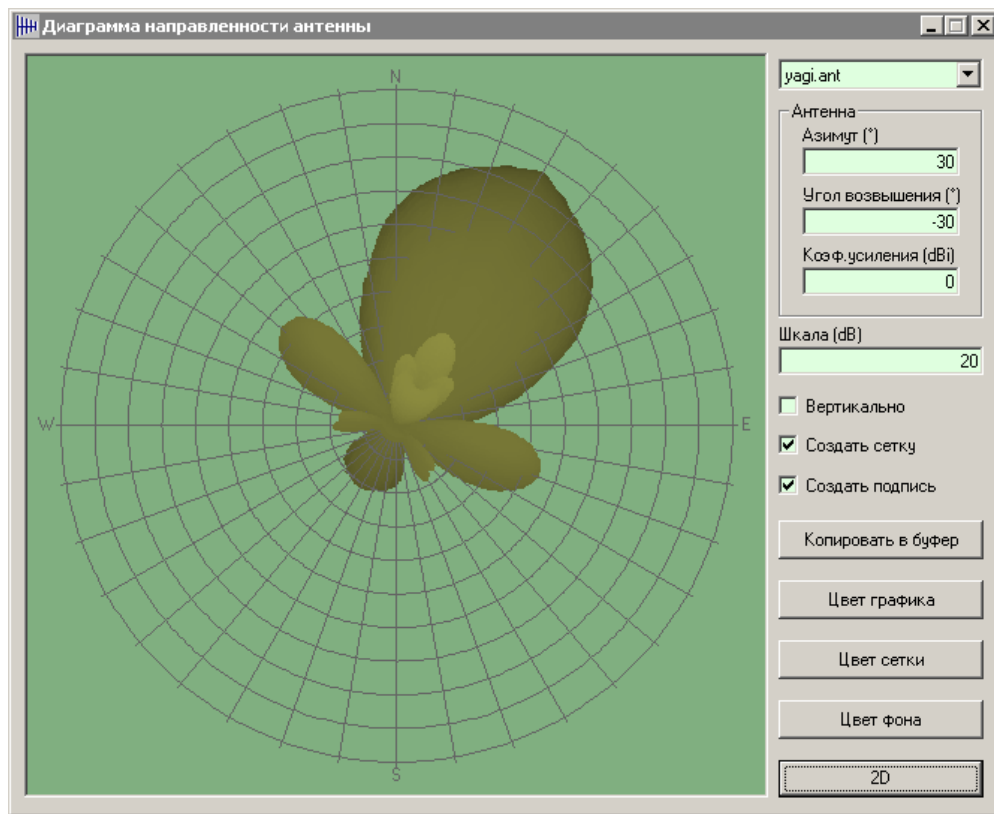 Диаграмма направленности антенны
N
W
E
S
yagi.ant
Антенна
Азимут (°)
30
Угол возвышения (°)
-30
Коэф.усиления (dBi)
0
Шкала (dB)
20
Вертикально
Создать сетку
Создать подпись
Копировать в буфер
Цвет графика
Цвет сетки
Цвет фона
2D